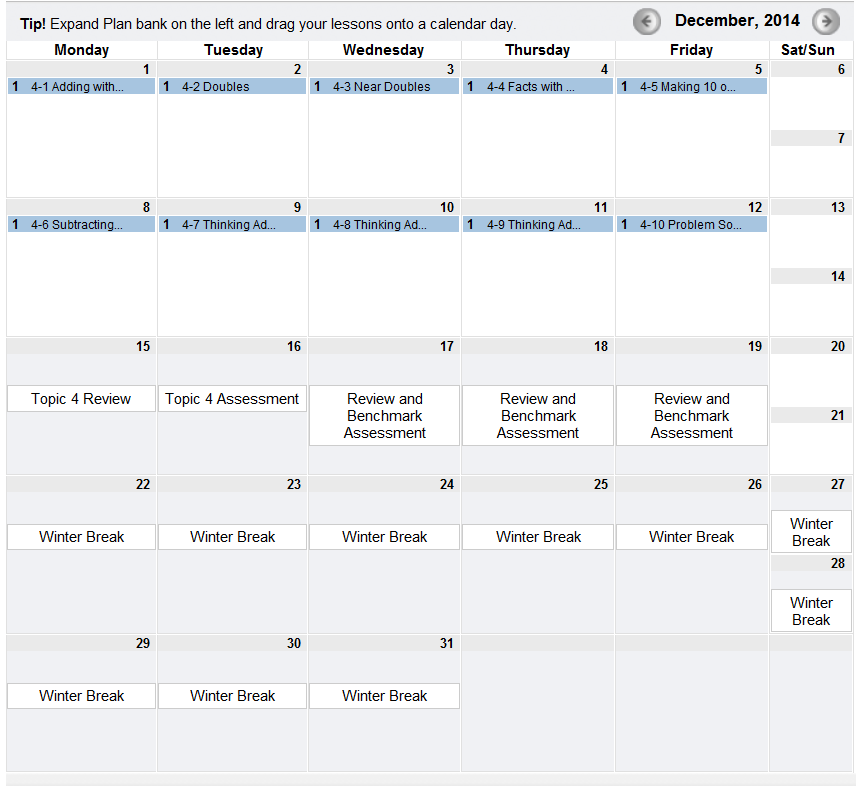 Tip! Expand Plan bank on the left and drag your lessons onto a calendar day.
December, 2014
Monday Tuesday Wednesday Thursday Friday Sat/Sun
1 2 3 4 5 6
1 4-1 Adding with... 1 4-2 Doubles 1 4-3 Near Doubles 1 4-4 Facts with ... 1 4-5 Making 10 o...
7
8 9 10 11 12 13
1 4-6 Subtracting... 1 4-7 Thinking Ad... 1 4-8 Thinking Ad... 1 4-9 Thinking Ad... 1 4-10 Problem So...
14
15 16 17 18 19 20
Topic 4 Review Topic 4 Assessment Review and Review and Review and
Benchmark Benchmark Benchmark
21
Assessment Assessment Assessment
22 23 24 25 26 27
Winter
Winter Break Winter Break Winter Break Winter Break Winter Break
Break
28
Winter
Break
29 30 31
Winter Break Winter Break Winter Break